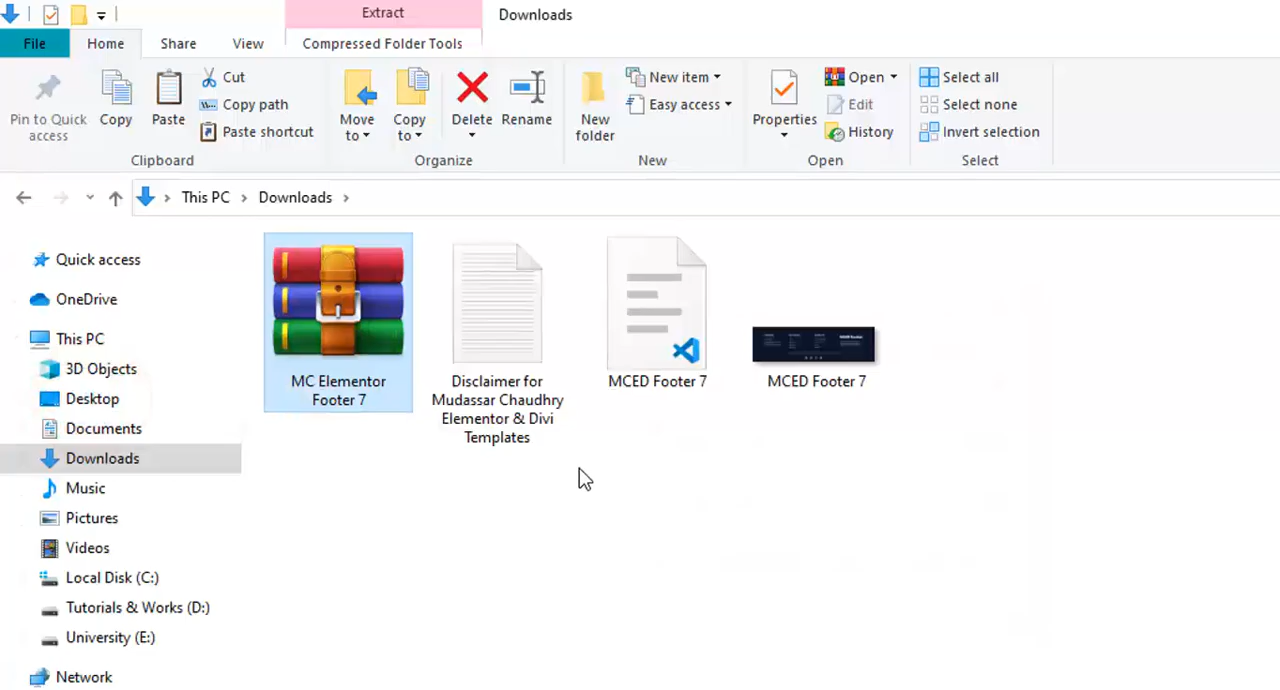 Extract
Downloads
File
Home
Share
View
Compressed Folder Tools
Pin to Quick
access
Copy
Paste
Cut
Copy path
Paste shortcut
Clipboard
Move
to
Copy
to
Delete
Rename
Organize
New
folder
New item
Easy access
New
Properties
Open
Edit
History
Open
Select all
Select none
Invert selection
Select
This PC
Downloads
Quick access
OneDrive
This PC
3D Objects
Desktop
Documents
Downloads
Music
Pictures
Videos
Local Disk (C:)
Tutorials & Works (D:)
University (E:)
Network
MC Elementor
Footer 7
Disclaimer for
Mudassar Chaudhry
Elementor & Divi
Templates
MCED Footer 7
MCED Footer 7